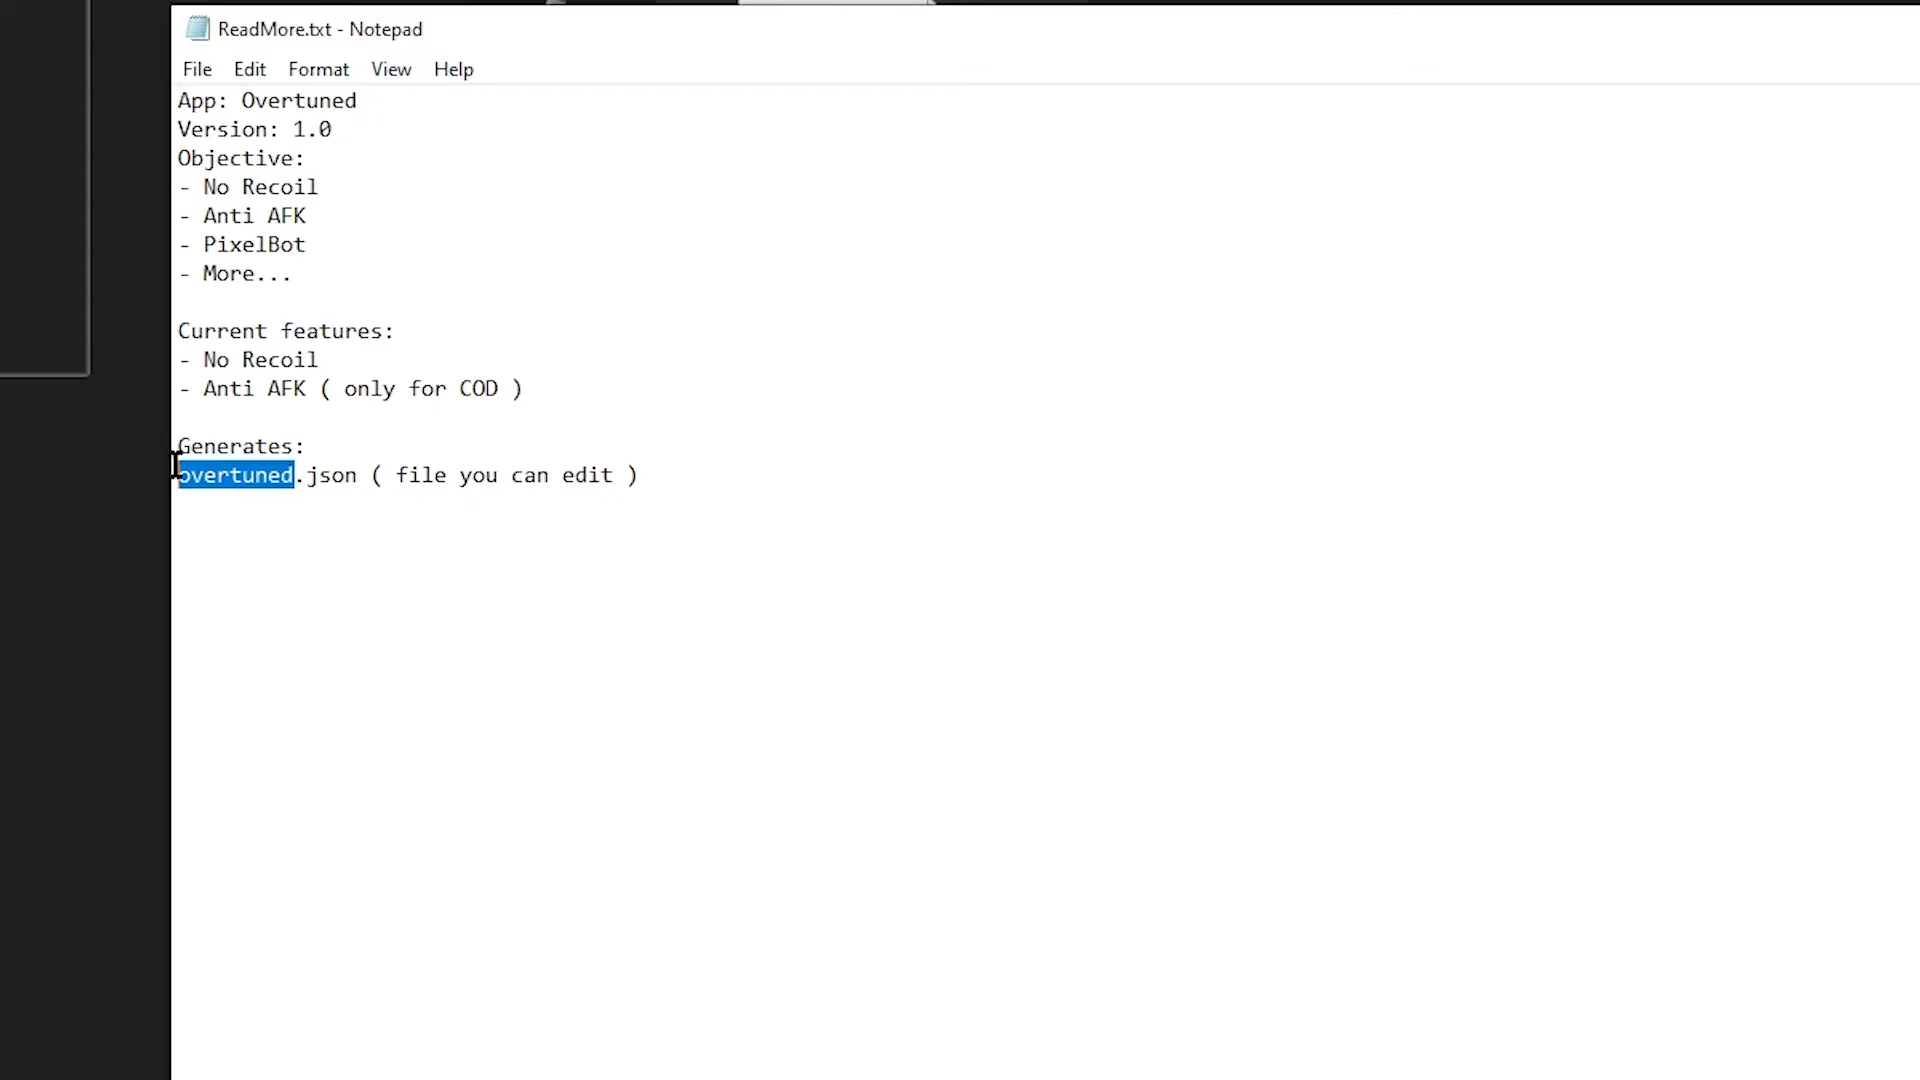 ReadMore.txt - Notepad
File Edit Format View Help
App: Overtuned
Version: 1.0
Objective:
- No Recoil
- Anti AFK
- PixelBot
- More...
Current features:
- No Recoil
- Anti AFK ( only for COD )
Generates:
overtuned.json ( file you can edit )